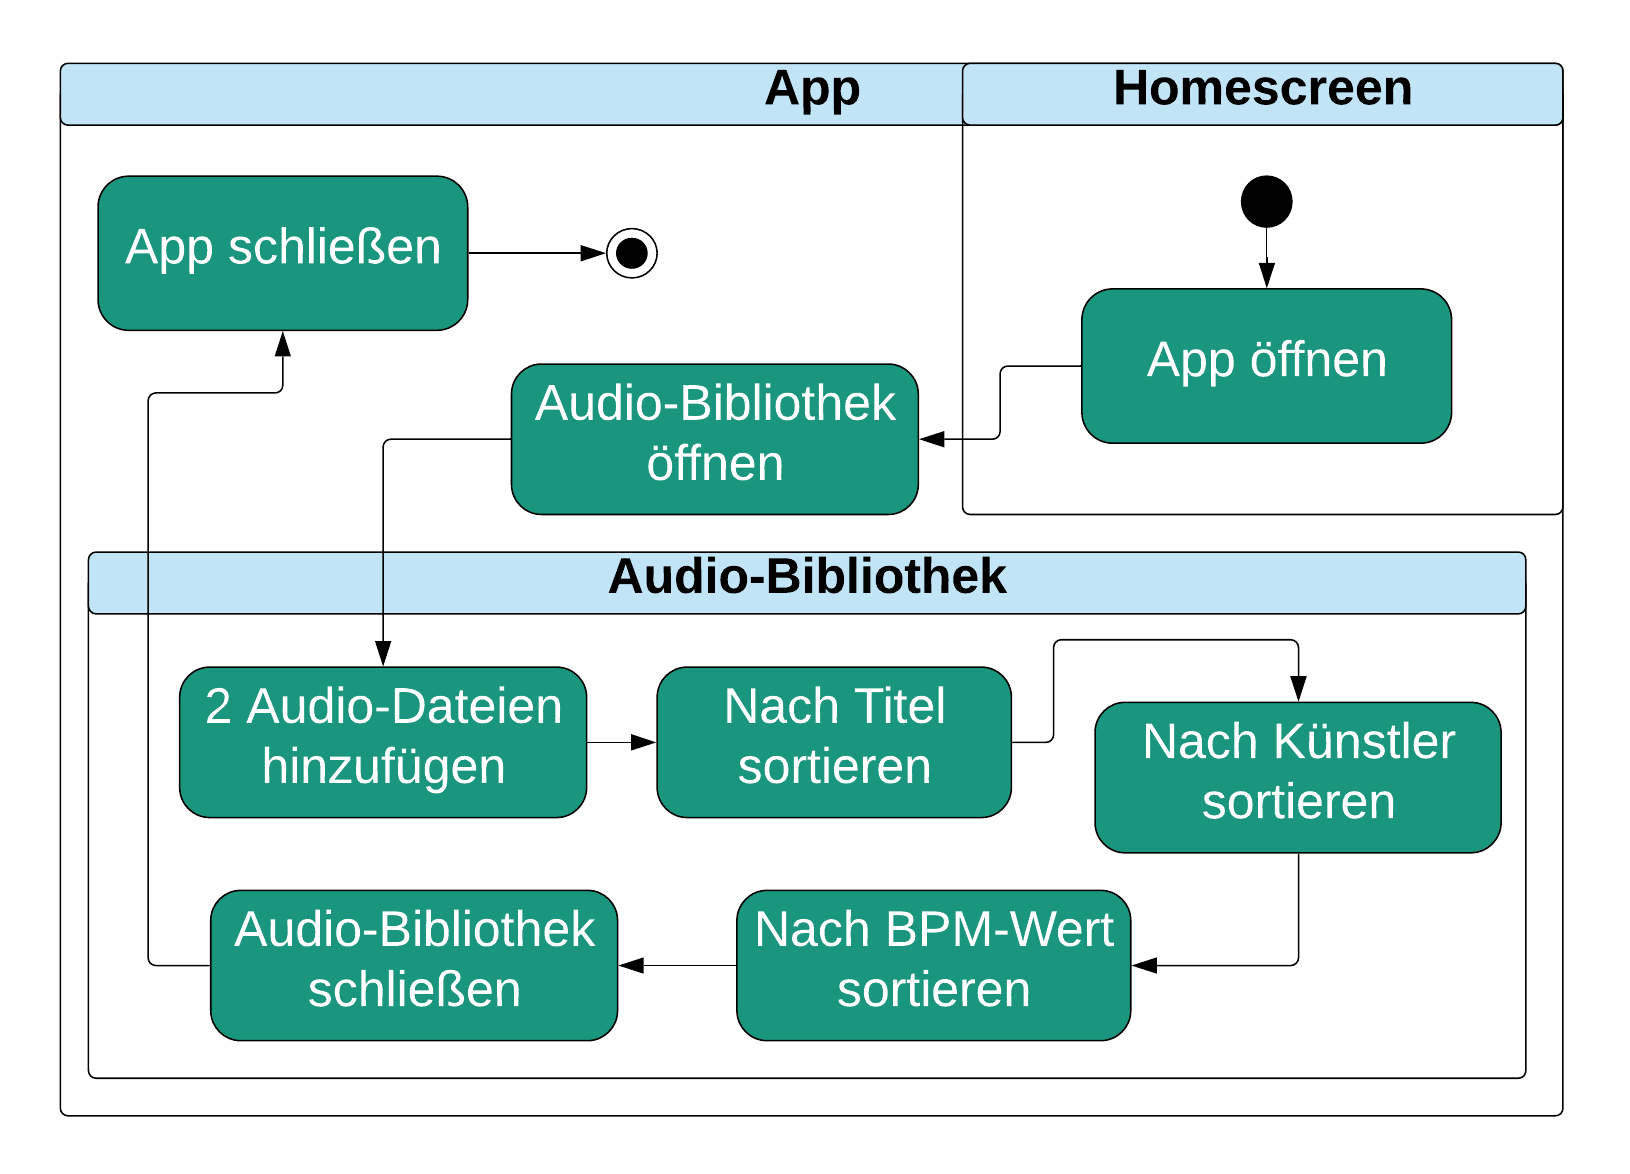 App
Homescreen
App schließen
App öffnen
Audio-Bibliothek
öffnen
Audio-Bibliothek
2 Audio-Dateien
hinzufügen
Nach Titel
sortieren
Nach Künstler
sortieren
Audio-Bibliothek
schließen
Nach BPM-Wert
sortieren